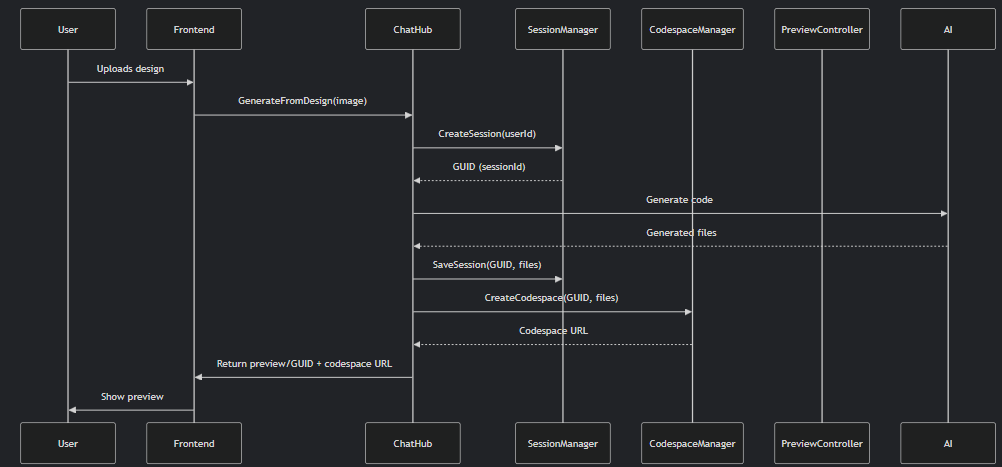 User
Frontend
ChatHub
SessionManager
CodespaceManager
PreviewController
AI
Uploads design
GenerateFromDesign(image)
CreateSession(userId)
GUID (sessionId)
Generate code
Generated files
SaveSession(GUID, files)
CreateCodespace(GUID, files)
Codespace URL
Return preview/GUID + codespace URL
Show preview
User
Frontend
ChatHub
SessionManager
CodespaceManager
PreviewController
AI